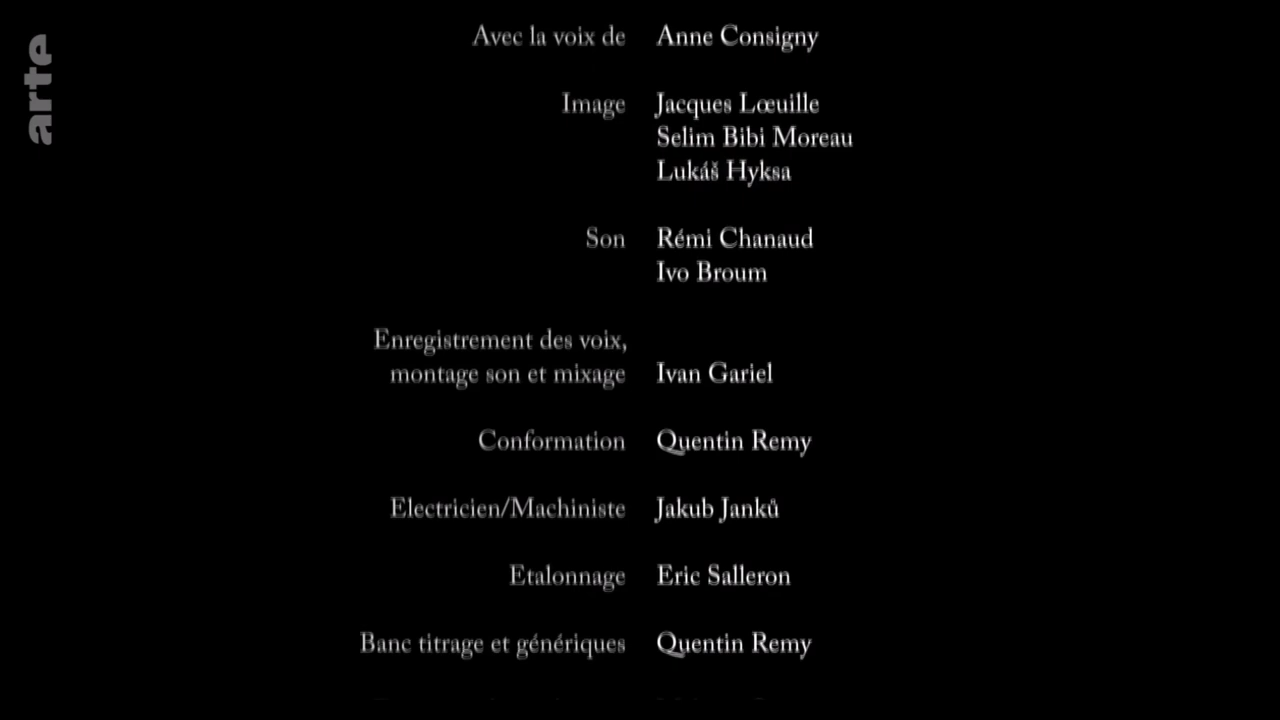 arte
Avec la voix de Anne Consigny
Image Jacques Lœuille
Selim Bibi Moreau
Lukáš Hyksa
Son Rémi Chanaud
Ivo Broum
Enregistrement des voix,
montage son et mixage Ivan Gariel
Conformation Quentin Remy
Electricien/Machiniste Jakub Janků
Etalonnage Eric Salleron
Banc titrage et génériques Quentin Remy